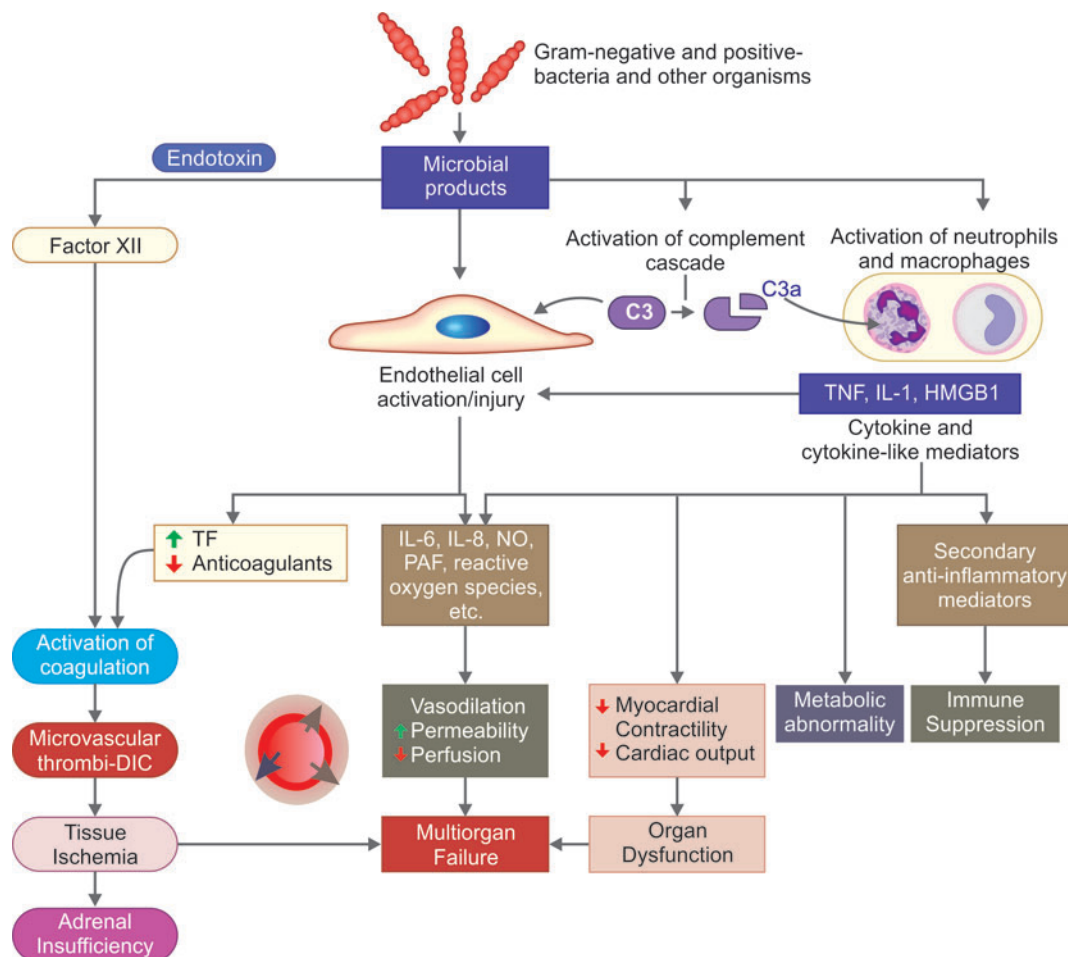 Gram-negative and positive-
bacteria and other organisms
Endotoxin
Microbial
products
Factor XII
Activation of complement
cascade
Activation of neutrophils
and macrophages
C3
C3a
Endothelial cell
activation/injury
TNF, IL-1, HMGB1
Cytokine and
cytokine-like mediators
TF
Anticoagulants
IL-6, IL-8, NO,
PAF, reactive
oxygen species,
etc.
Secondary
anti-inflammatory
mediators
Activation of
coagulation
Microvascular
thrombi-DIC
Vasodilation
Permeability
Perfusion
Myocardial
Contractility
Cardiac output
Metabolic
abnormality
Immune
Suppression
Tissue
Ischemia
Multiorgan
Failure
Organ
Dysfunction
Adrenal
Insufficiency